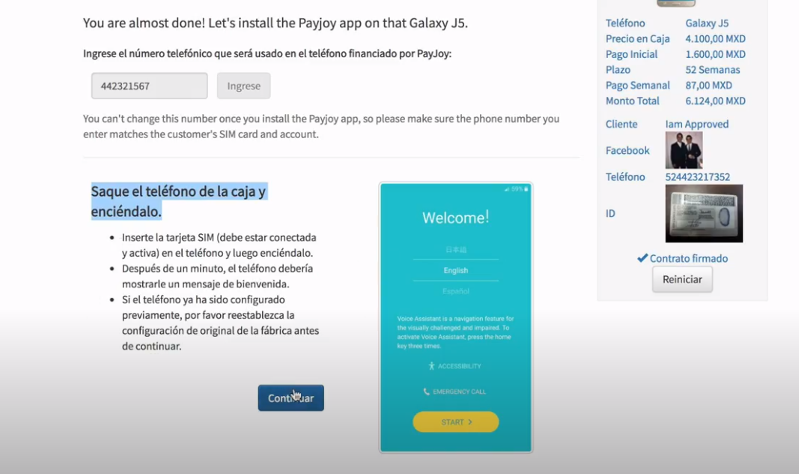 You are almost done! Let's install the Payjoy app on that Galaxy J5.
Ingrese el número telefónico que será usado en el teléfono financiado por PayJoy:
442321567 Ingrese
You can't change this number once you install the Payjoy app, so please make sure the phone number you
enter matches the customer's SIM card and account.
Saque el teléfono de la caja y
enciéndalo.
• Inserte la tarjeta SIM (debe estar conectada
y activa) en el teléfono y luego enciéndalo.
• Después de un minuto, el teléfono debería
mostrarle un mensaje de bienvenida.
• Si el teléfono ya ha sido configurado
previamente, por favor reestablezca la
configuración de original de la fábrica antes
de continuar.
Continuar
Welcome!
English
Español
Voice Assistant is a navigation feature for
the visually challenged and impaired. To
activate Voice Assistant, press the home
key three times.
ACCESSIBILITY
EMERGENCY CALL
START >
Teléfono Galaxy J5
Precio en Caja 4.100,00 MXD
Pago Inicial 1.600,00 MXD
Plazo 52 Semanas
Pago Semanal 87,00 MXD
Monto Total 6.124,00 MXD
Cliente Iam Approved
Facebook
Teléfono 524423217352
ID
Contrato firmado
Reiniciar